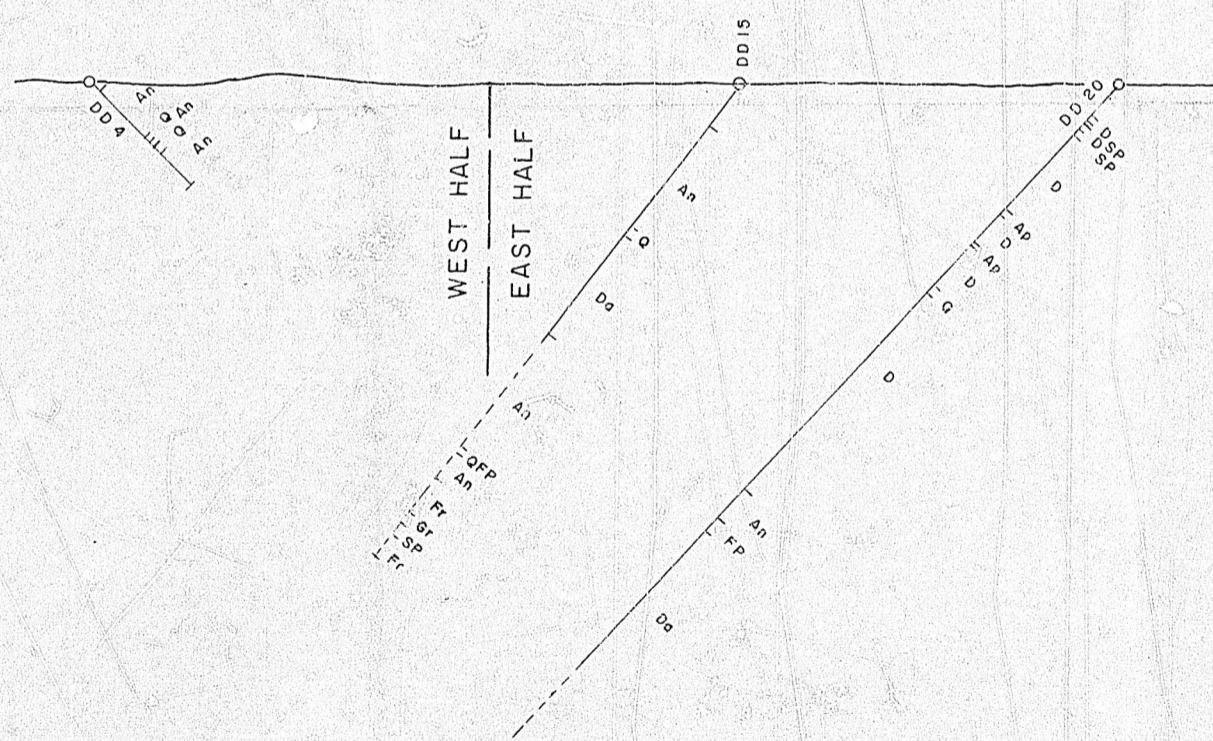 DD 4
An
An
Q
Q
An
WEST HALF
EAST HALF
DD 15
An
Q
Da
An
QFP
An
Fr
Gr
SP
Fr
DD 20
DSP
DSP
D
Ap
D
Ap
D
G
D
An
FP
Da